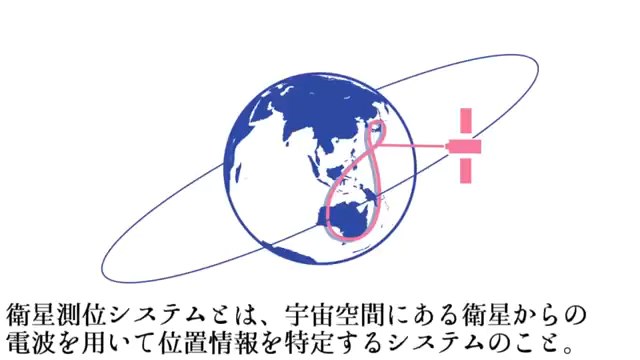 衛星測位システムとは、宇宙空間にある衛星からの
電波を用いて位置情報を特定するシステムのこと。